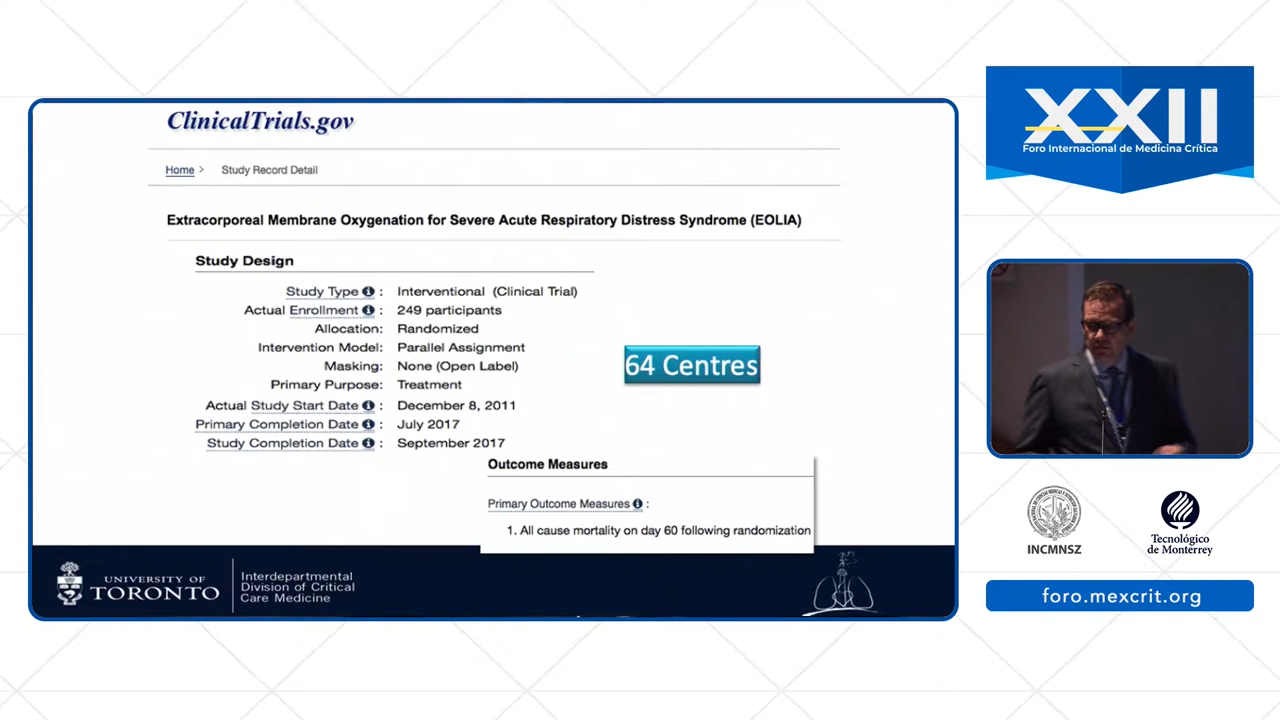 ClinicalTrials.gov
Home > Study Record Detail
Extracorporeal Membrane Oxygenation for Severe Acute Respiratory Distress Syndrome (EOLIA)
Study Design
Study Type : Interventional (Clinical Trial)
Actual Enrollment : 249 participants
Allocation: Randomized
Intervention Model: Parallel Assignment
Masking: None (Open Label)
Primary Purpose: Treatment
Actual Study Start Date : December 8, 2011
Primary Completion Date : July 2017
Study Completion Date : September 2017
64 Centres
Outcome Measures
Primary Outcome Measures :
1. All cause mortality on day 60 following randomization
UNIVERSITY OF
TORONTO
Interdepartmental
Division of Critical
Care Medicine
XXII
Foro Internacional de Medicina Crítica
INCMNSZ
Tecnológico
de Monterrey
foro.mexcrit.org